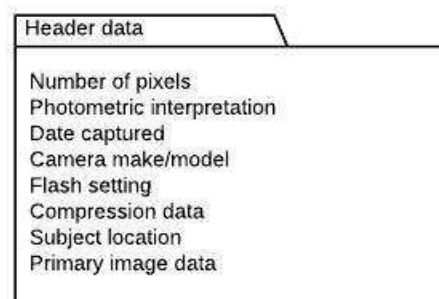 Header data
Number of pixels
Photometric interpretation
Date captured
Camera make/model
Flash setting
Compression data
Subject location
Primary image data